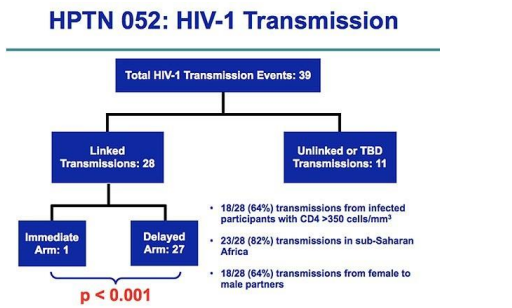 HPTN 052: HIV-1 Transmission
Total HIV-1 Transmission Events: 39
Linked
Transmissions: 28
Unlinked or TBD
Transmissions: 11
Immediate
Arm: 1
Delayed
Arm: 27
p < 0.001
• 18/28 (64%) transmissions from infected
participants with CD4 >350 cells/mm³
• 23/28 (82%) transmissions in sub-Saharan
Africa
• 18/28 (64%) transmissions from female to
male partners